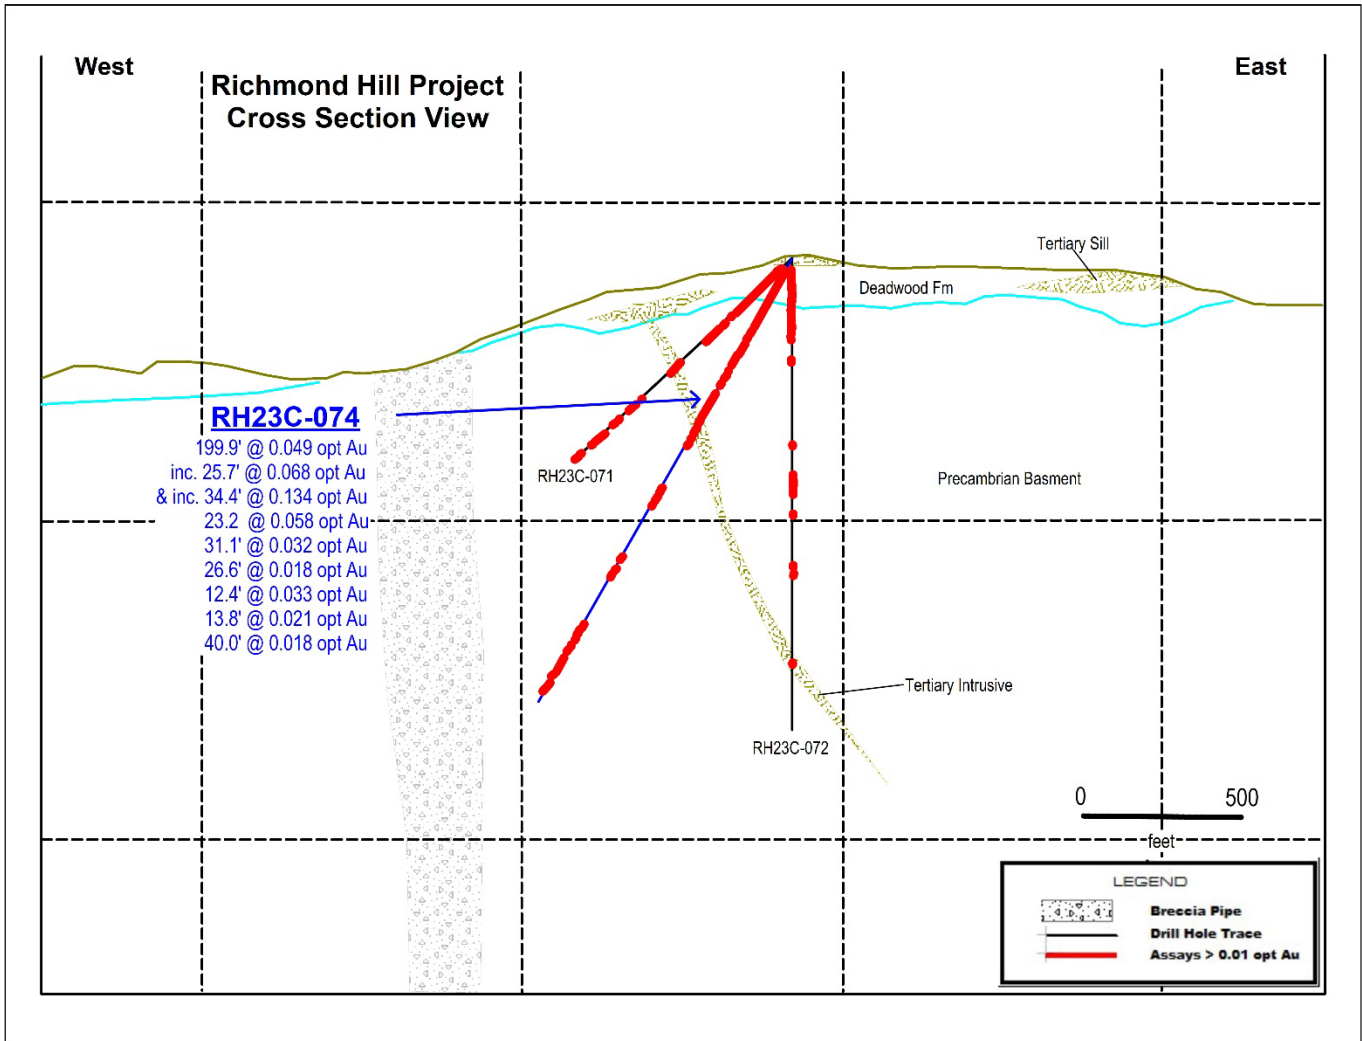 West
East
Richmond Hill Project
Cross Section View
Tertiary Sill
Deadwood Fm
RH23C-074
199.9' @ 0.049 opt Au
inc. 25.7' @ 0.068 opt Au
& inc. 34.4' @ 0.134 opt Au
23.2 @ 0.058 opt Au
31.1' @ 0.032 opt Au
26.6' @ 0.018 opt Au
12.4' @ 0.033 opt Au
13.8' @ 0.021 opt Au
40.0' @ 0.018 opt Au
RH23C-071
Precambrian Basment
Tertiary Intrusive
RH23C-072
0 500
feet
LEGEND
Breccia Pipe
Drill Hole Trace
Assays > 0.01 opt Au